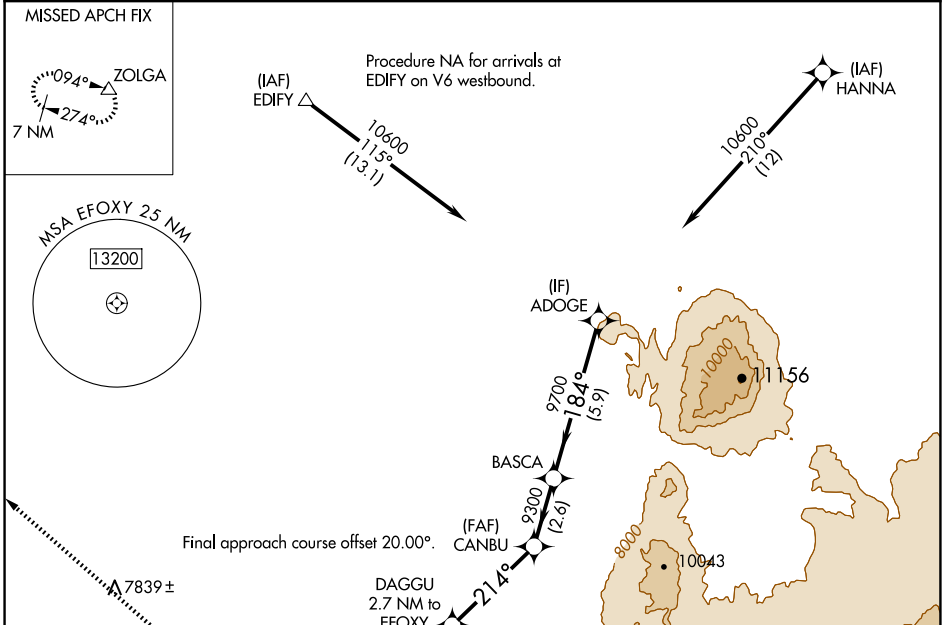 MISSED APCH FIX
094°
ZOLGA
274°
7 NM
(IAF)
EDIFY
Procedure NA for arrivals at
EDIFY on V6 westbound.
(IAF)
HANNA
10600
115°
(13.1)
10600
210°
(12)
MSA EFOXY 25 NM
13200
(IF)
ADOGE
10000
11156
9700
184°
(5.9)
BASCA
9300
(2.6)
(FAF)
CANBU
Final approach course offset 20.00°.
8000
10043
214°
DAGGU
2.7 NM to
EFOXY
7839±